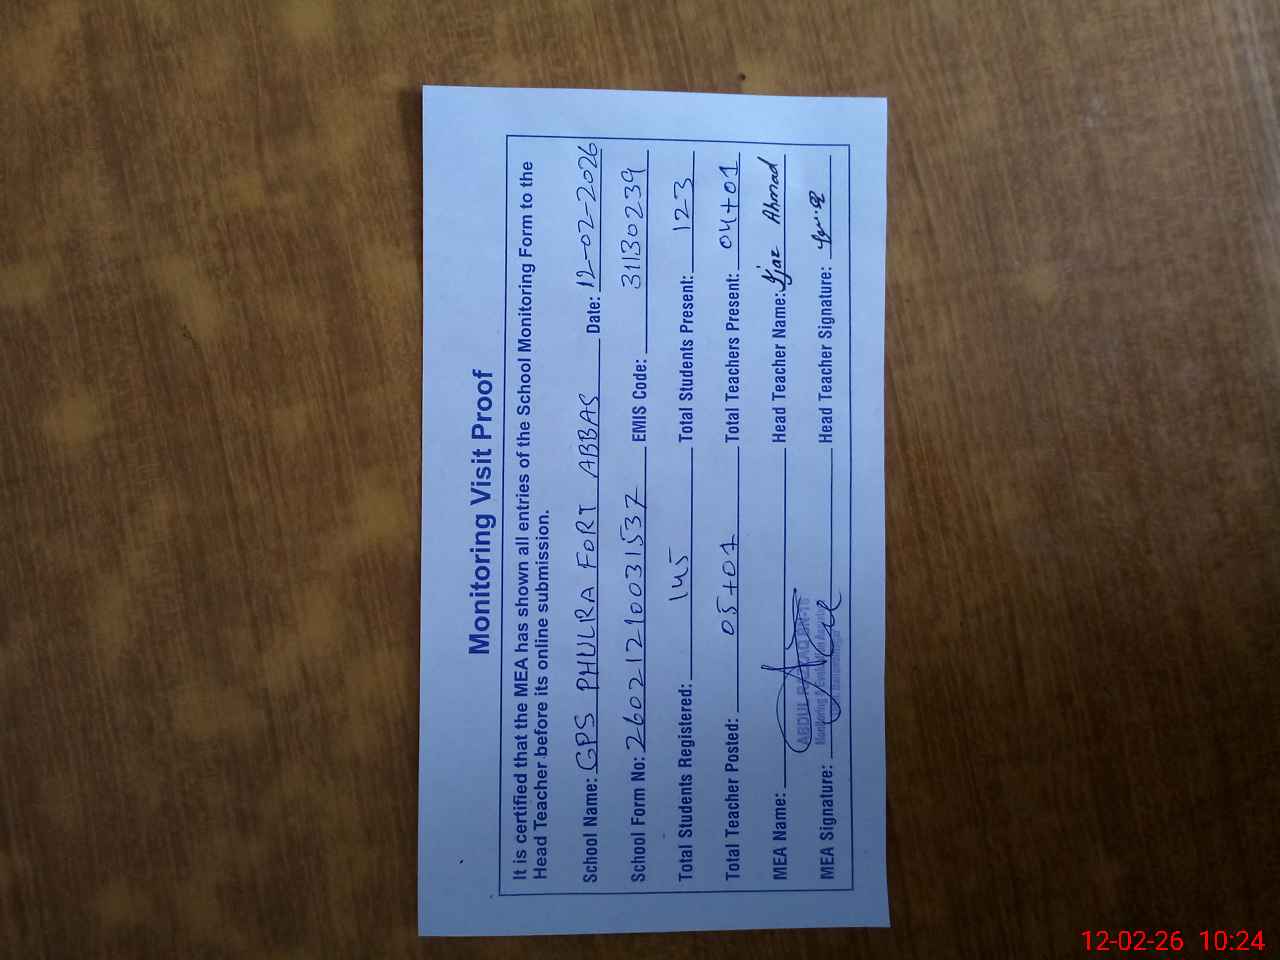 Monitoring Visit Proof
It is certified that the MEA has shown all entries of the School Monitoring Form to the
Head Teacher before its online submission.
School Name: GPS PHULRA FORT ABBAS Date: 12-02-2026
School Form No: 26021210031537 EMIS Code: 31130239
Total Students Registered: 145 Total Students Present: 123
Total Teacher Posted: 05+01 Total Teachers Present: 04+01
MEA Name: ABDUL Head Teacher Name: Ijaz Ahmad
MEA Signature: Monitoring Head Teacher Signature:
12-02-26 10:24